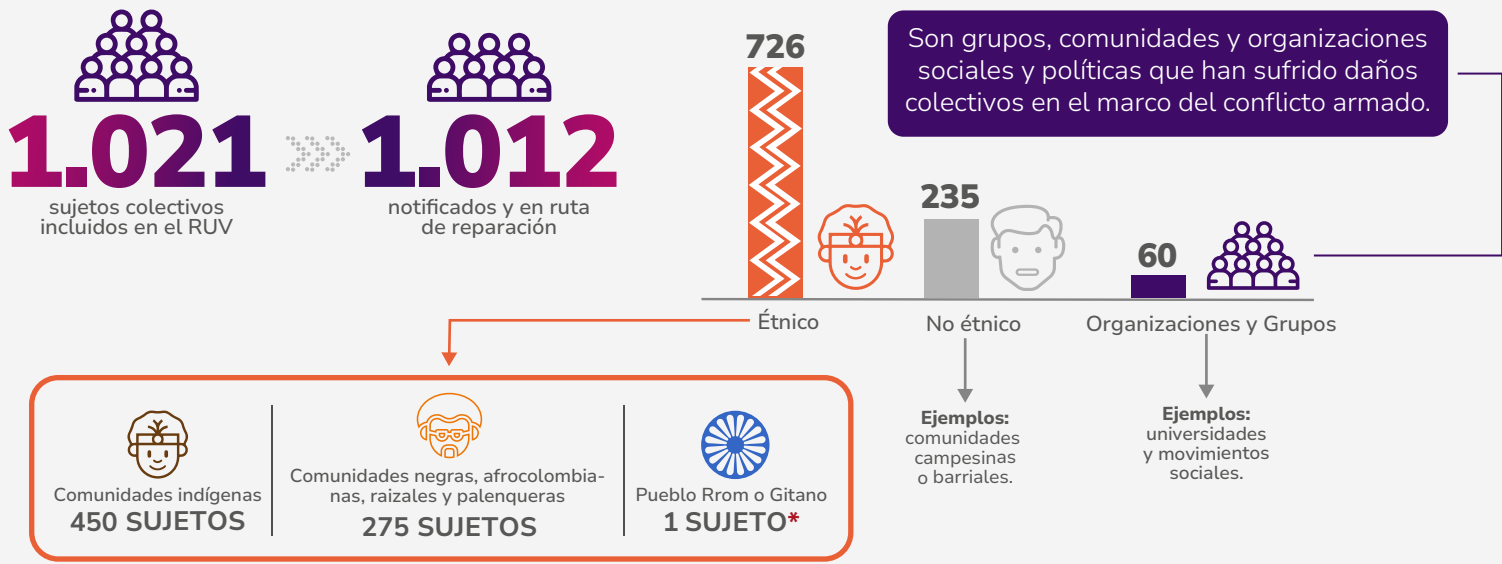 1.021
sujetos colectivos
incluidos en el RUV
1.012
notificados y en ruta
de reparación
726
Étnico
235
No étnico
60
Organizaciones y Grupos
Son grupos, comunidades y organizaciones
sociales y políticas que han sufrido daños
colectivos en el marco del conflicto armado.
Comunidades indígenas
450 SUJETOS
Comunidades negras, afrocolombia-
nas, raizales y palenqueras
275 SUJETOS
Pueblo Rrom o Gitano
1 SUJETO*
Ejemplos:
comunidades
campesinas
o barriales.
Ejemplos:
universidades
y movimientos
sociales.